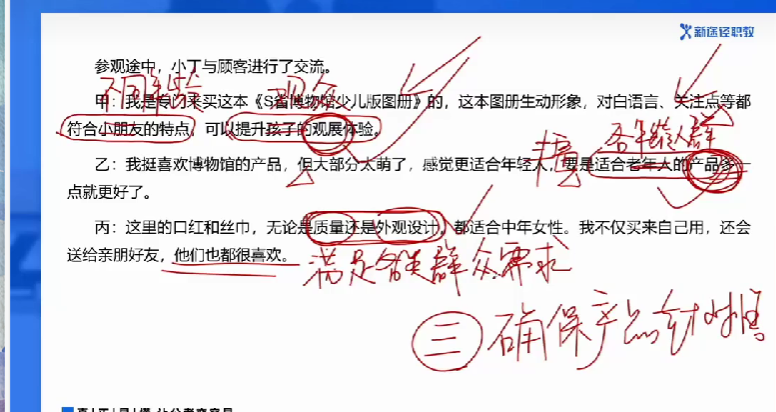 新途径职教
参观途中，小丁与顾客进行了交流。
不同年龄 观众
甲：我是专门来买这本《S省博物馆少儿版图册》的，这本图册生动形象，对白语言、关注点等都
符合小朋友的特点，可以提升孩子的观展体验。
各年龄人群
乙：我挺喜欢博物馆的产品，但大部分太萌了，感觉更适合年轻人，要是适合老年人的产品多一
点就更好了。
丙：这里的口红和丝巾，无论是质量还是外观设计，都适合中年女性。我不仅买来自己用，还会
送给亲朋好友，他们也都很喜欢。
满足各类群众需求
三 确保产品针对性